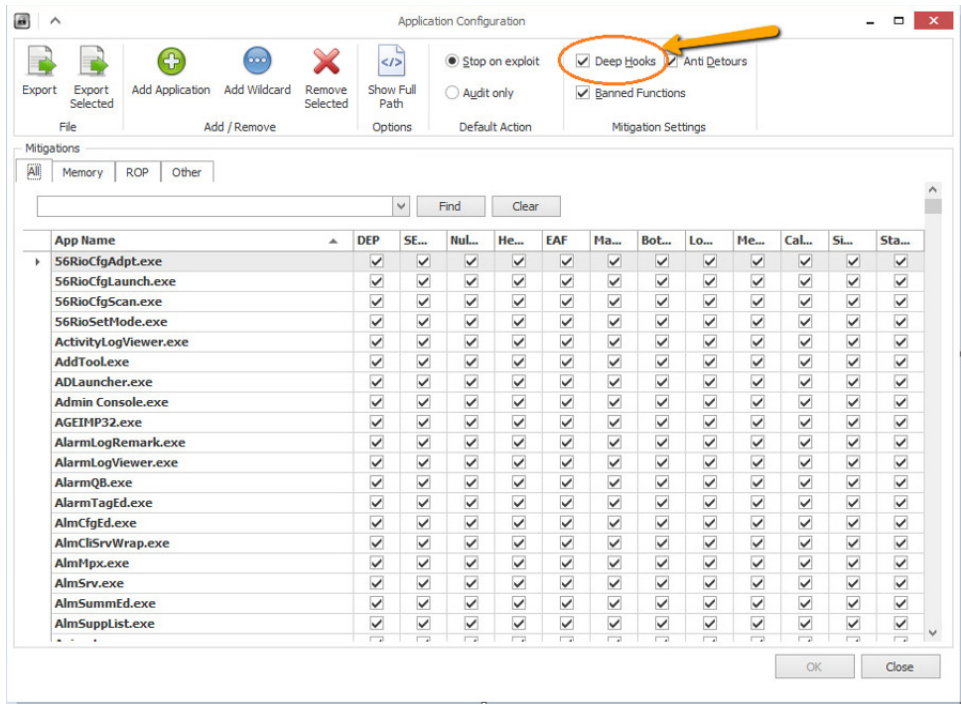 Application Configuration
Export
Export Selected
Add Application
Add Wildcard
Remove Selected
Show Full Path
Stop on exploit
Audit only
Deep Hooks
Anti Detours
Banned Functions
File
Add / Remove
Options
Default Action
Mitigation Settings
Mitigations
All Memory ROP Other
Find Clear
App Name DEP SE... Nul... He... EAF Ma... Bot... Lo... Me... Cal... Si... Sta...
56RioCfgAdpt.exe
56RioCfgLaunch.exe
56RioCfgScan.exe
56RioSetMode.exe
ActivityLogViewer.exe
AddTool.exe
ADLauncher.exe
Admin Console.exe
AGEIMP32.exe
AlarmLogRemark.exe
AlarmLogViewer.exe
AlarmQB.exe
AlarmTagEd.exe
AlmCfgEd.exe
AlmCliSrvWrap.exe
AlmMpx.exe
AlmSrv.exe
AlmSummEd.exe
AlmSuppList.exe
OK Close